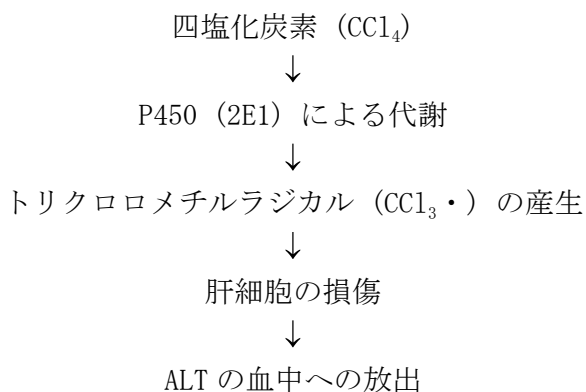 四塩化炭素 (CCl₄)
↓
P450 (2E1) による代謝
↓
トリクロロメチルラジカル (CCl₃・) の産生
↓
肝細胞の損傷
↓
ALT の血中への放出